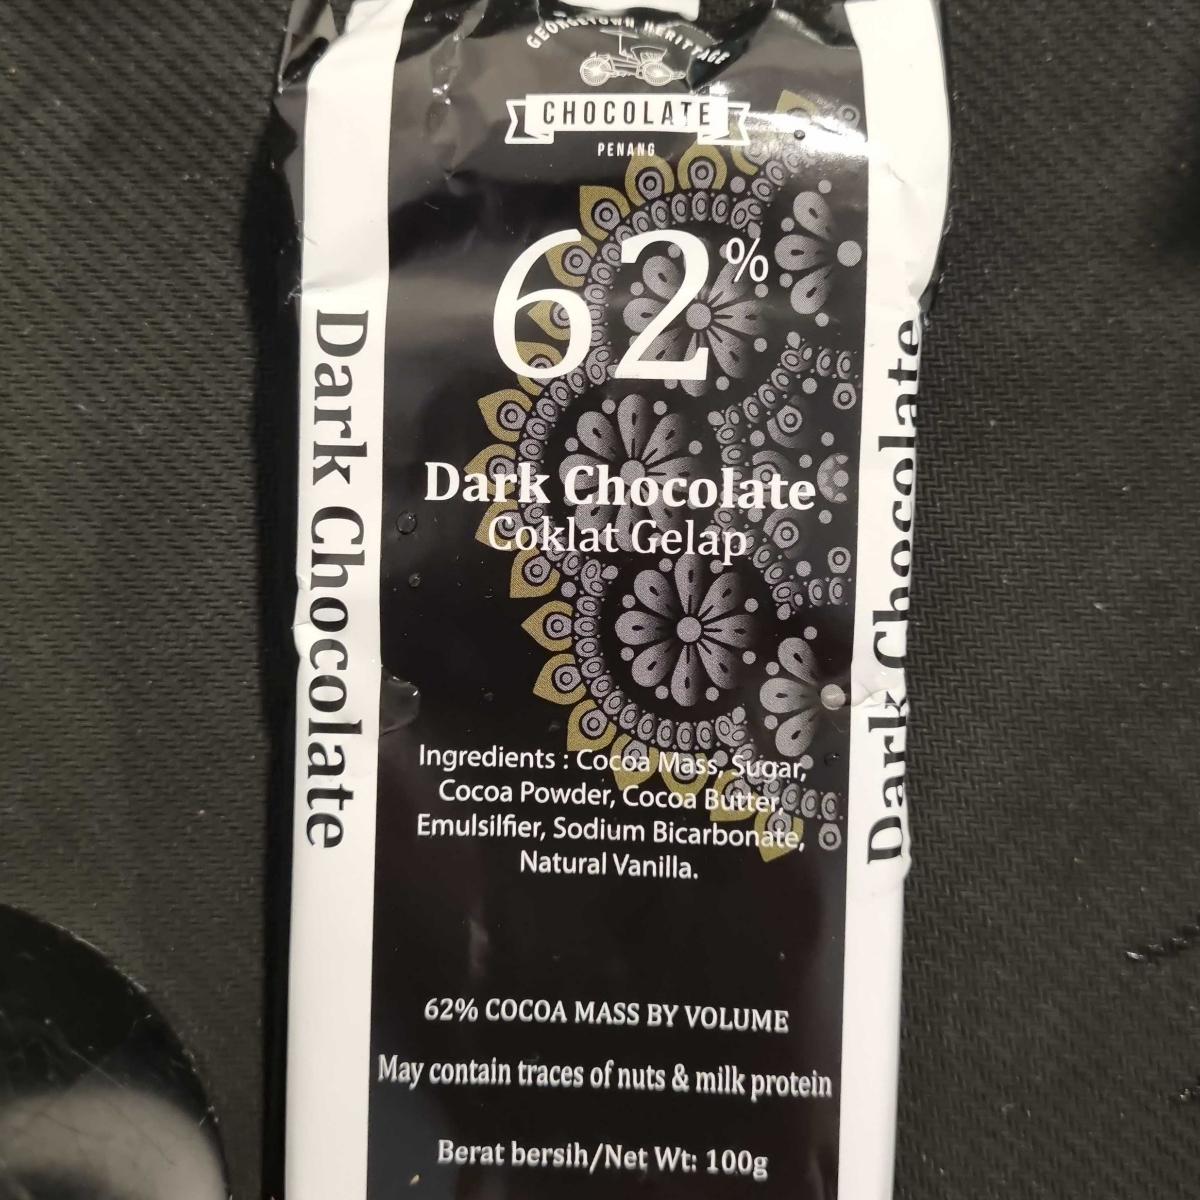 GEORGETOWN HERITTAGE
CHOCOLATE
PENANG
62%
Dark Chocolate
Coklat Gelap
Dark Chocolate
Dark Chocolate
Ingredients : Cocoa Mass, Sugar,
Cocoa Powder, Cocoa Butter,
Emulsilfier, Sodium Bicarbonate,
Natural Vanilla.
62% COCOA MASS BY VOLUME
May contain traces of nuts & milk protein
Berat bersih/Net Wt: 100g